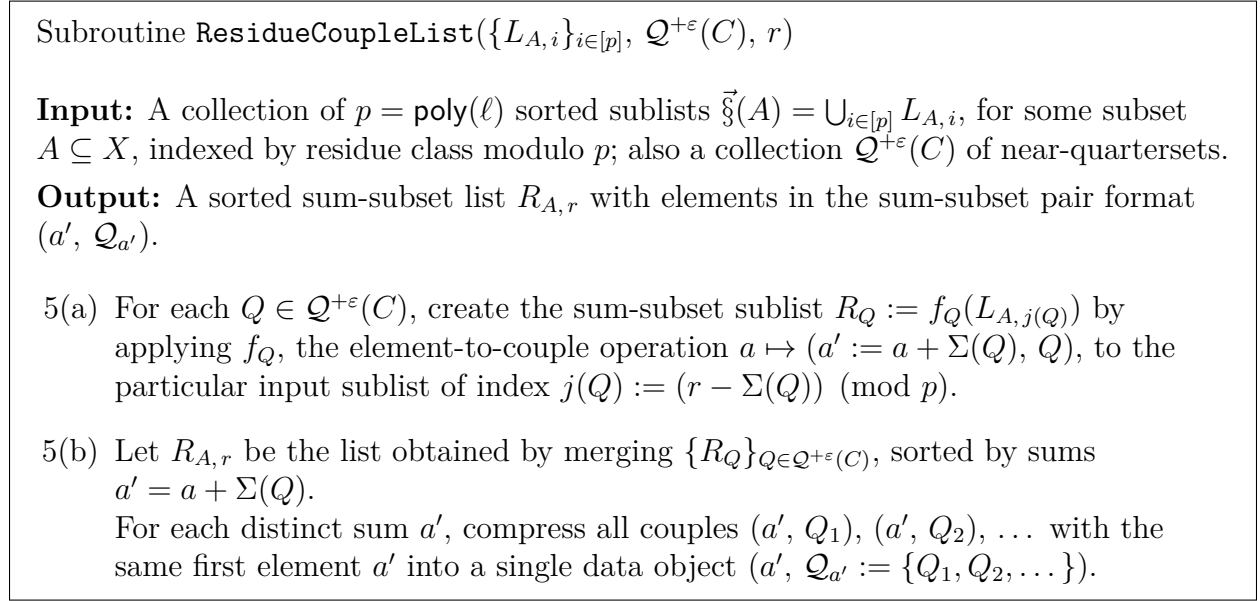 Subroutine ResidueCoupleList({L_{A,i}}_{i∈[p]}, 𝒬^{+ε}(C), r)
Input: A collection of p = poly(ℓ) sorted sublists §⃗(A) = ⋃_{i∈[p]} L_{A,i}, for some subset
A ⊆ X, indexed by residue class modulo p; also a collection 𝒬^{+ε}(C) of near-quartersets.
Output: A sorted sum-subset list R_{A,r} with elements in the sum-subset pair format
(a′, 𝒬_{a′}).
5(a) For each Q ∈ 𝒬^{+ε}(C), create the sum-subset sublist R_Q := f_Q(L_{A,j(Q)}) by
applying f_Q, the element-to-couple operation a ↦ (a′ := a + Σ(Q), Q), to the
particular input sublist of index j(Q) := (r − Σ(Q)) (mod p).
5(b) Let R_{A,r} be the list obtained by merging {R_Q}_{Q∈𝒬^{+ε}(C)}, sorted by sums
a′ = a + Σ(Q).
For each distinct sum a′, compress all couples (a′, Q₁), (a′, Q₂), … with the
same first element a′ into a single data object (a′, 𝒬_{a′} := {Q₁, Q₂, … }).